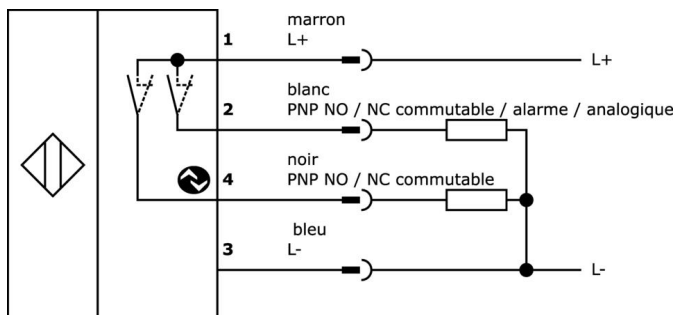 marron
1 L+
L+
blanc
2 PNP NO / NC commutable / alarme / analogique
noir
4 PNP NO / NC commutable
bleu
3 L-
L-